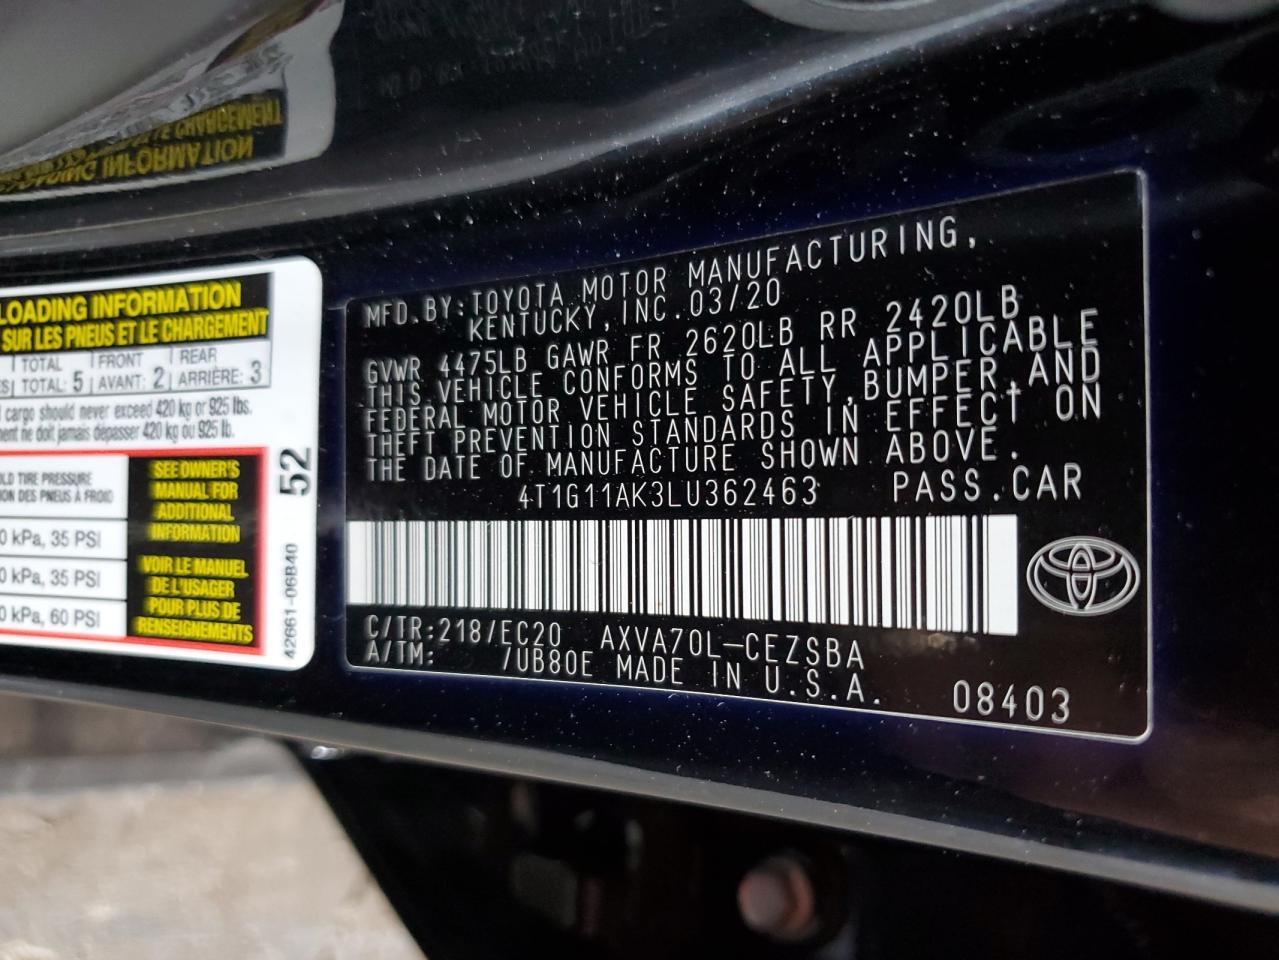 LOADING INFORMATION
SUR LES PNEUS ET LE CHARGEMENT
TOTAL FRONT REAR
TOTAL: 5 AVANT: 2 ARRIÈRE: 3
cargo should never exceed 420 kg or 925 lbs.
ne doit jamais dépasser 420 kg ou 925 lb.
TIRE PRESSURE
DES PNEUS À FROID
kPa, 35 PSI
kPa, 35 PSI
kPa, 60 PSI
SEE OWNER'S
MANUAL FOR
ADDITIONAL
INFORMATION
VOIR LE MANUEL
DE L'USAGER
POUR PLUS DE
RENSEIGNEMENTS
52
42661-06B40
MFD.BY:TOYOTA MOTOR MANUFACTURING,
KENTUCKY,INC.03/20
GVWR 4475LB GAWR FR 2620LB RR 2420LB
THIS VEHICLE CONFORMS TO ALL APPLICABLE
FEDERAL MOTOR VEHICLE SAFETY,BUMPER,AND
THEFT PREVENTION STANDARDS IN EFFECT ON
THE DATE OF MANUFACTURE SHOWN ABOVE.
4T1G11AK3LU362463 PASS.CAR
C/TR:218/EC20 AXVA70L-CEZSBA
A/TM: /UB80E MADE IN U.S.A.
08403